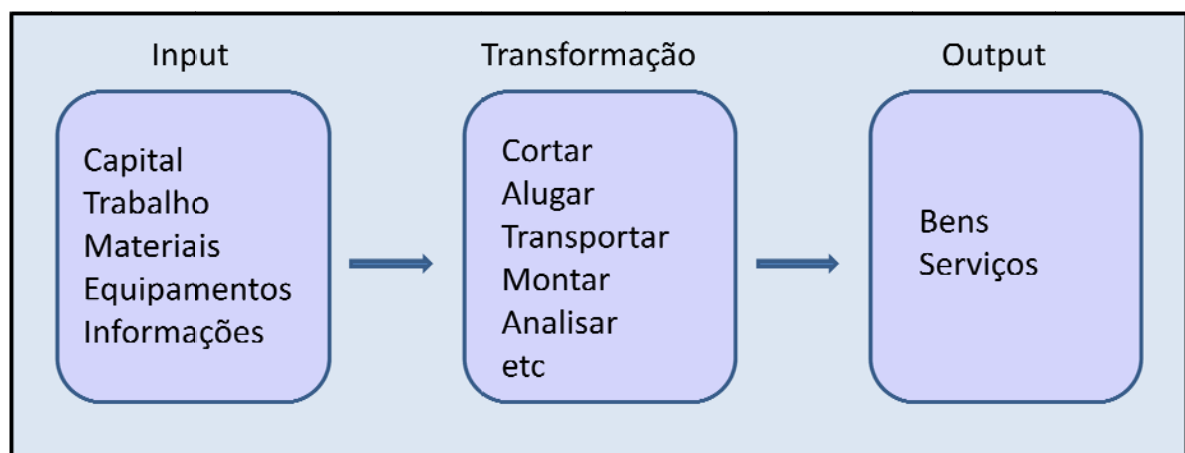 Input
Transformação
Output
Capital
Trabalho
Materiais
Equipamentos
Informações
Cortar
Alugar
Transportar
Montar
Analisar
etc
Bens
Serviços